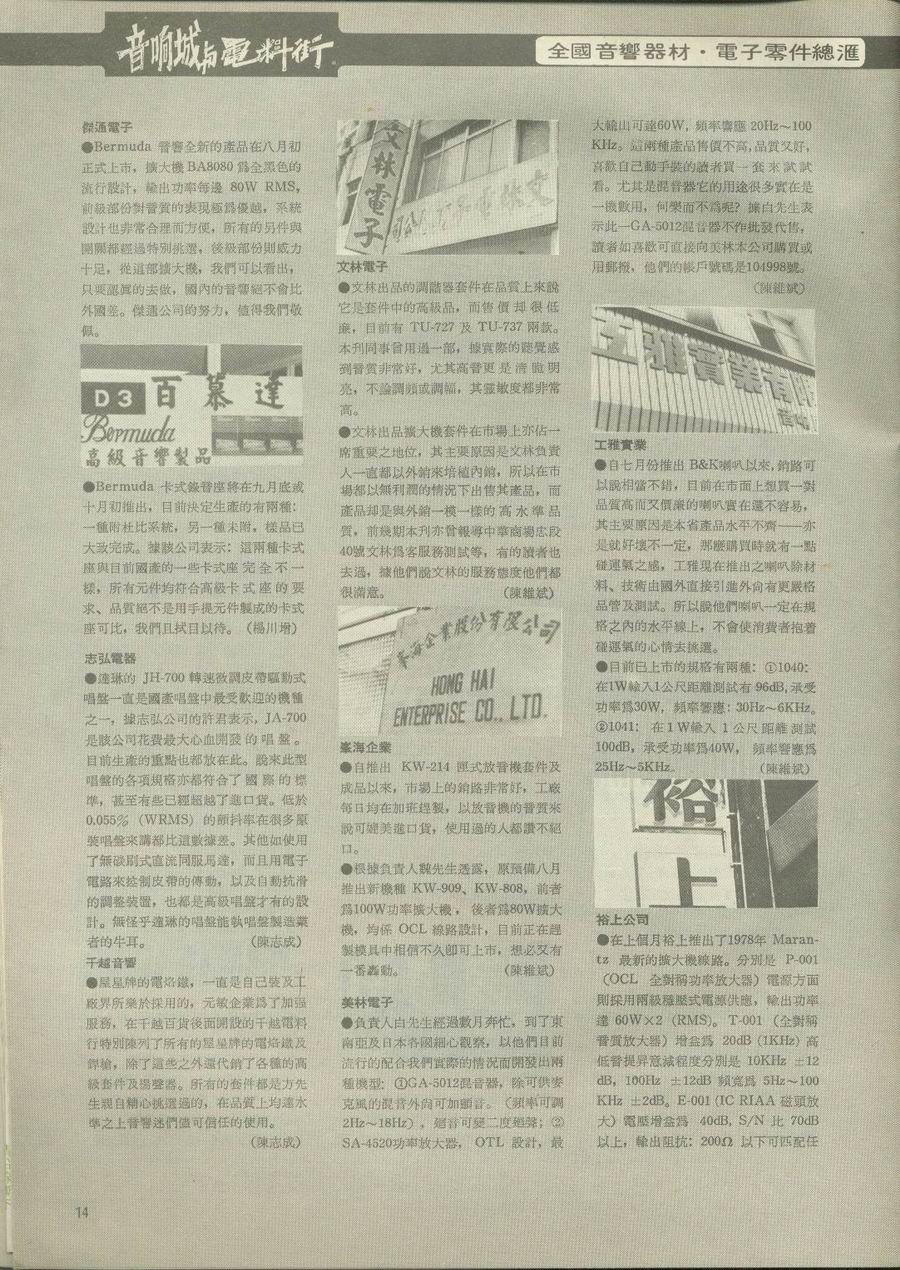 音响城与電料街
全國音響器材・電子零件總滙
傑通電子
●Bermuda 音響全新的產品在八月初
正式上市，擴大機 BA8080 爲全黑色的
流行設計，輸出功率每邊 80W RMS，
前級部份對音質的表現極爲優越，系統
設計也非常合理而方便，所有的另件與
開關都經過特別挑選，後級部份則威力
十足，從這部擴大機，我們可以看出，
只要認眞的去做，國內的音響絕不會比
外國差。傑通公司的努力，值得我們敬
佩。
D3 百慕達
Bermuda
高級音響製品
●Bermuda 卡式錄音座將在九月底或
十月初推出，目前決定生產的有兩種：
一種附杜比系統，另一種未附，樣品已
大致完成。據該公司表示：這兩種卡式
座與目前國產的一些卡式座完全不一
樣，所有元件均符合高級卡式座的要
求、品質絕不是用手提元件製成的卡式
座可比，我們且拭目以待。（楊川增）
志弘電器
●達琳的 JH-700 轉速微調皮帶驅動式
唱盤一直是國產唱盤中最受歡迎的機種
之一，據志弘公司的許君表示，JA-700
是該公司花費最大心血開發的唱盤。
目前生產的重點也都放在此。說來此型
唱盤的各項規格亦都符合了國際的標
準，甚至有些已經超越了進口貨。低於
0.055％（WRMS）的顫抖率在很多原
裝唱盤來講都比這數據差。其他如使用
了無碳刷式直流伺服馬達，而且用電子
電路來控制皮帶的傳動，以及自動抗滑
的調整裝置，也都是高級唱盤才有的設
計。無怪乎達琳的唱盤能執唱盤製造業
者的牛耳。（陳志成）
千越音響
●屋星牌的電烙鐵，一直是自己裝及工
廠界所樂於採用的，元敏企業爲了加强
服務，在千越百貨後面開設的千越電料
行特別陳列了所有的屋星牌的電烙鐵及
銲槍，除了這些之外還代銷了各種的高
級套件及揚聲器。所有的套件都是方先
生親自精心挑選過的，在品質上均達水
準之上音響迷們儘可信任的使用。
（陳志成）
文林電子
文林電子
●文林出品的調諧器套件在品質上來說
它是套件中的高級品，而售價却很低
廉，目前有 TU-727 及 TU-737 兩款。
本刋同事曾用過一部，據實際的聽覺感
到音質非常好，尤其高音更是清脆明
亮，不論調頻或調幅，其靈敏度都非常
高。
●文林出品擴大機套件在市場上亦佔一
席重要之地位，其主要原因是文林負責
人一直都以外銷來培植內銷，所以在市
場都以無利潤的情況下出售其產品，而
產品却是與外銷一模一樣的高水準品
質，前幾期本刋亦曾報導中華商場忠段
40號文林爲客服務測試等，有的讀者也
去過，據他們說文林的服務態度他們都
很滿意。（陳維斌）
峯海企業股份有限公司
HONG HAI
ENTERPRISE CO., LTD.
峯海企業
●自推出 KW-214 匣式放音機套件及
成品以來，市場上的銷路非常好，工廠
每日均在加班趕製，以放音機的音質來
說可媲美進口貨，使用過的人都讚不絕
口。
●根據負責人魏先生透露，原預備八月
推出新機種 KW-909、KW-808，前者
爲100W功率擴大機，後者爲80W擴大
機，均係 OCL 線路設計，目前正在趕
製模具中相信不久卽可上市，想必又有
一番轟動。（陳維斌）
美林電子
●負責人白先生經過數月奔忙，到了東
南亞及日本各國細心觀察，以他們目前
流行的配合我們實際的情況而開發出兩
種機型：①GA-5012混音器，除可供麥
克風的混音外尚可加顫音。（頻率可調
2Hz～18Hz），廻音可變二度廻聲；②
SA-4520功率放大器， OTL 設計，最
大輸出可達60W，頻率響應 20Hz～100
KHz。這兩種產品售價不高,品質又好，
喜歡自己動手裝的讀者買一套來試試
看。尤其是混音器它的用途很多實在是
一機數用，何樂而不爲呢？據白先生表
示此一GA-5012混音器不作批發代售，
讀者如喜歡可直接向美林本公司購買或
用郵撥，他們的帳戶號碼是104998號。
（陳維斌）
工雅實業有限
工雅實業
●自七月份推出 B&K喇叭以來,銷路可
以說相當不錯，目前在市面上想買一對
品質高而又價廉的喇叭實在還不容易，
其主要原因是本省產品水平不齊──亦
是就好壞不一定，那麼購買時就有一點
碰運氣之感，工雅現在推出之喇叭除材
料、技術由國外直接引進外尚有更嚴格
品管及測試。所以說他們喇叭一定在規
格之內的水平線上，不會使消費者抱着
碰運氣的心情去挑選。
●目前已上市的規格有兩種：①1040：
在1W輸入1公尺距離測試有 96dB,承受
功率爲30W，頻率響應：30Hz～6KHz。
②1041： 在 1 W輸入 1 公尺距離測試
100dB，承受功率爲40W， 頻率響應爲
25Hz～5KHz。（陳維斌）
裕上
裕上公司
●在上個月裕上推出了1978年 Maran-
tz 最新的擴大機線路。分別是 P-001
（OCL 全對稱功率放大器）電源方面
則採用兩級穩壓式電源供應，輸出功率
達 60W×2（RMS）。T-001（全對稱
音質放大器）增益爲 20dB（1KHz）高
低音提昇意減程度分別是 10KHz ±12
dB，100Hz ±12dB 頻寬爲 5Hz～100
KHz ±2dB。E-001（IC RIAA 磁頭放
大）電壓增益爲 40dB, S/N 比 70dB
以上，輸出阻抗：200Ω 以下可匹配任
14